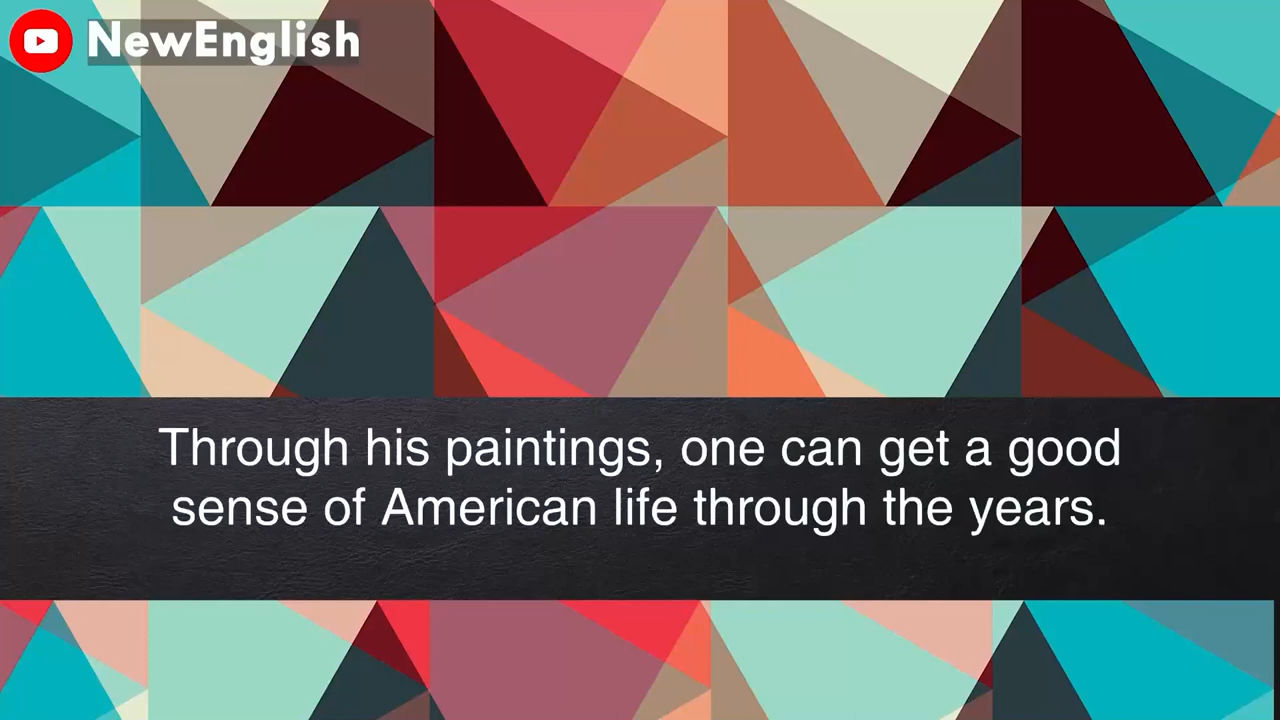 NewEnglish
Through his paintings, one can get a good
sense of American life through the years.